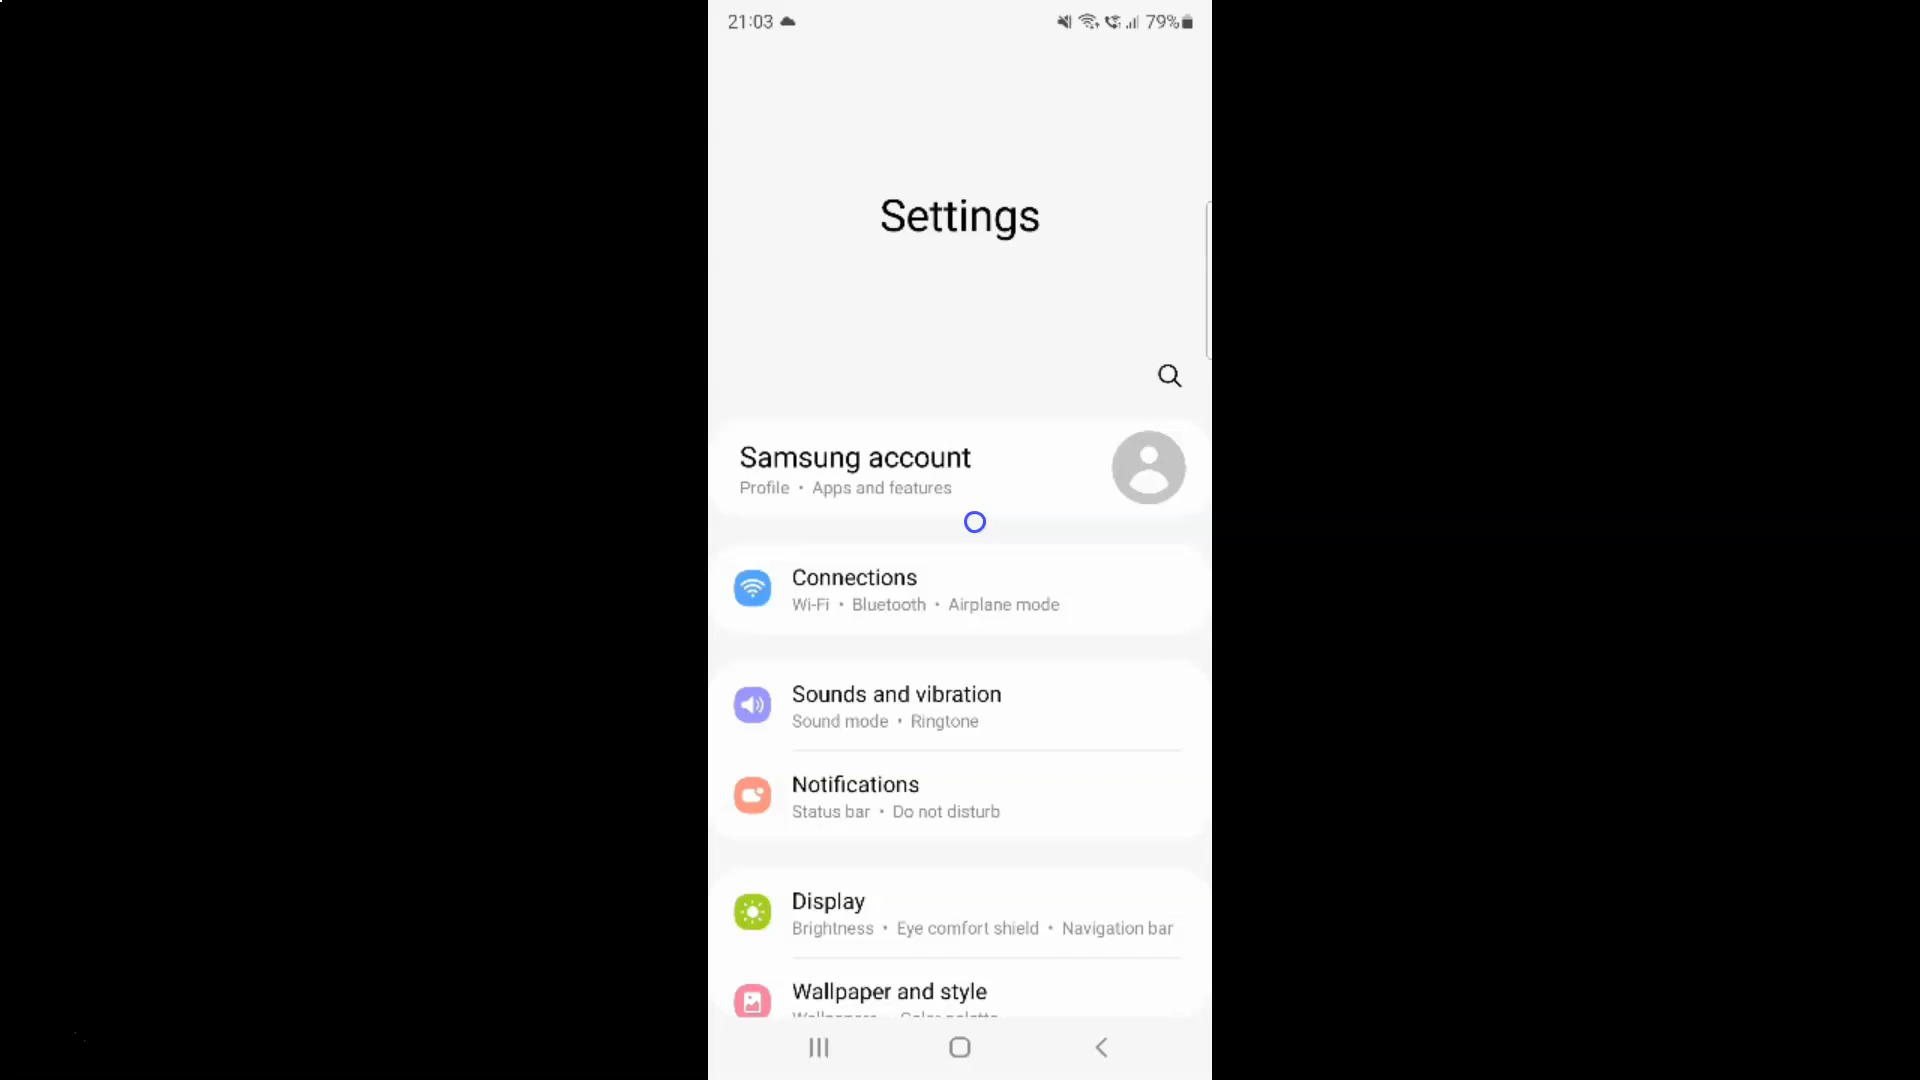 21:03 79%
Settings
Samsung account
Profile • Apps and features
Connections
Wi-Fi • Bluetooth • Airplane mode
Sounds and vibration
Sound mode • Ringtone
Notifications
Status bar • Do not disturb
Display
Brightness • Eye comfort shield • Navigation bar
Wallpaper and style